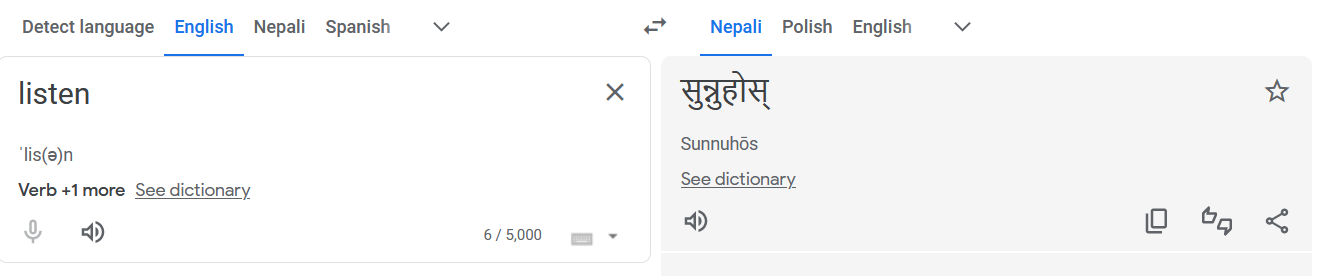 Detect language English Nepali Spanish
Nepali Polish English
listen
ˈlis(ə)n
Verb +1 more See dictionary
6 / 5,000
सुन्नुहोस्
Sunnuhōs
See dictionary